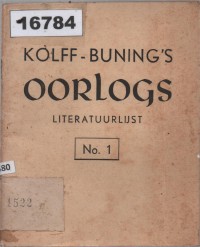 16784
KOLFF-BUNING'S
OORLOGS
LITERATUURLIJST
No. 1
80
1522